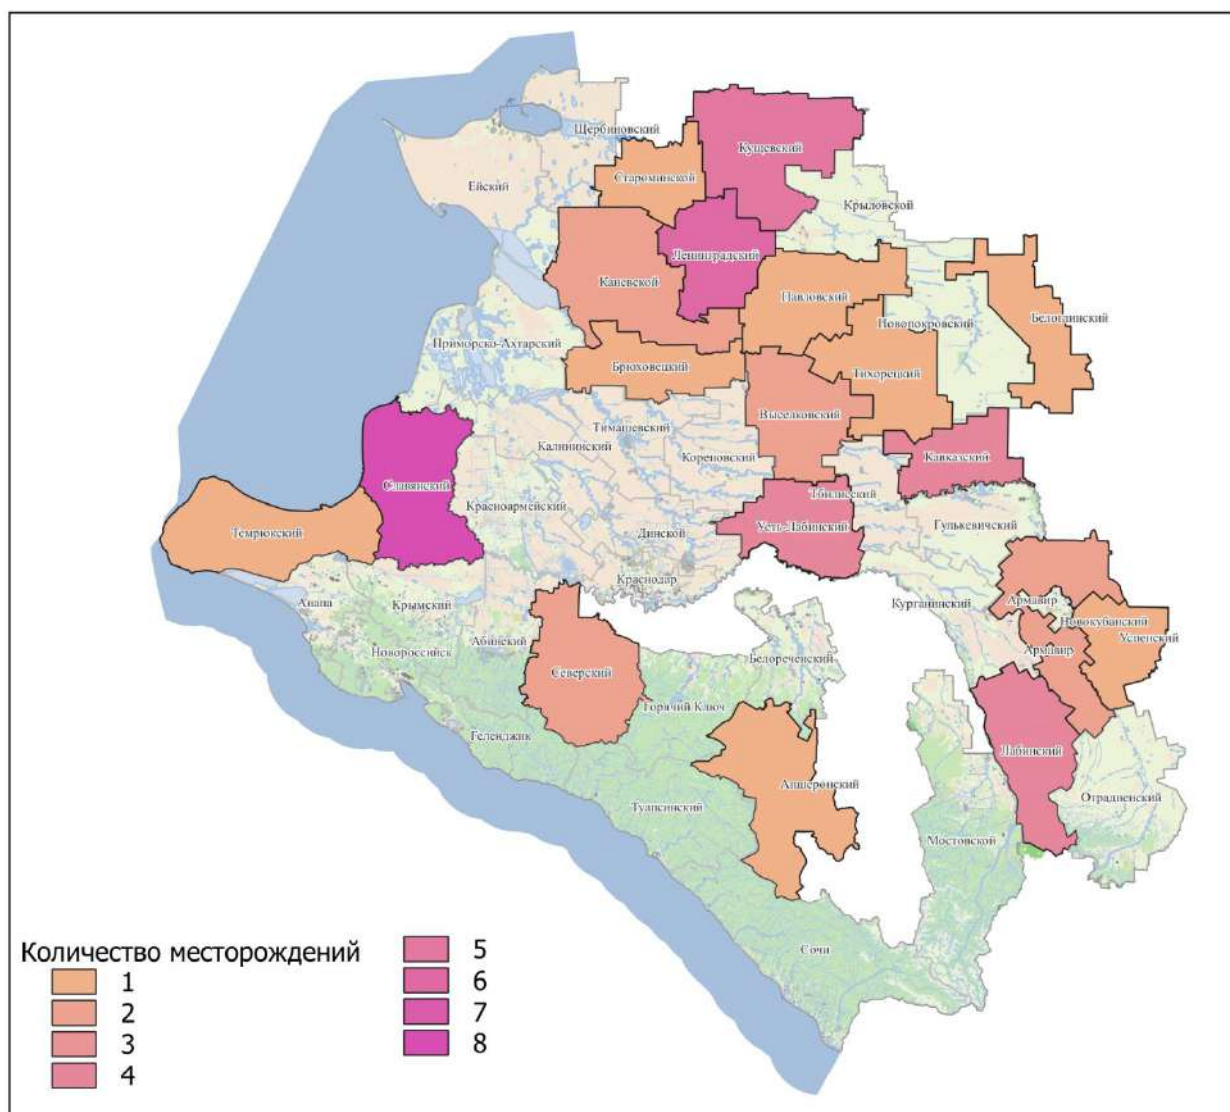 Щербиновский
Кущевский
Староминской
Ейский
Крыловской
Ленинградский
Каневской
Павловский
Белоглинский
Новопокровский
Приморско-Ахтарский
Брюховецкий
Тихорецкий
Выселковский
Тимашевский
Калининский
Кореновский
Кавказский
Славянский
Тбилисский
Красноармейский
Усть-Лабинский
Гулькевичский
Темрюкский
Динской
Краснодар
Анапа
Крымский
Курганинский
Армавир
Новокубанский
Успенский
Абинский
Новороссийск
Армавир
Белореченский
Северский
Горячий Ключ
Геленджик
Лабинский
Апшеронский
Отрадненский
Туапсинский
Мостовской
Сочи
Количество месторождений
1
2
3
4
5
6
7
8